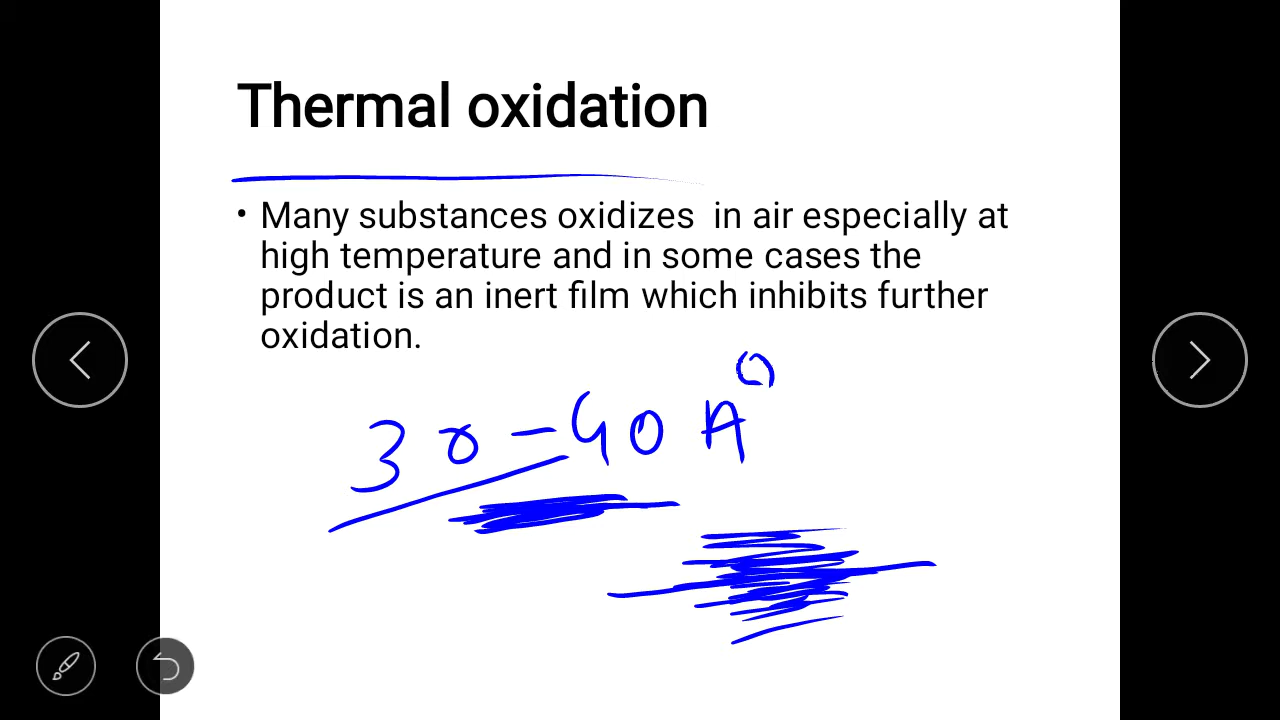 Thermal oxidation
• Many substances oxidizes in air especially at
high temperature and in some cases the
product is an inert film which inhibits further
oxidation.
30-40 A°